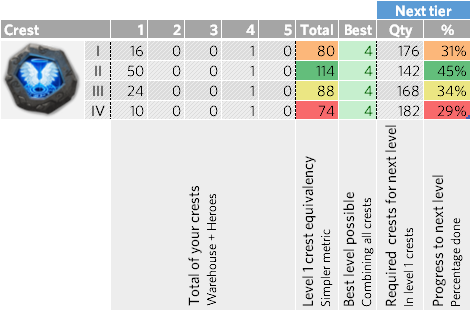 Next tier
Crest 1 2 3 4 5 Total Best Qty %
I 16 0 0 1 0 80 4 176 31%
II 50 0 0 1 0 114 4 142 45%
III 24 0 0 1 0 88 4 168 34%
IV 10 0 0 1 0 74 4 182 29%
Total of your crests
Warehouse + Heroes
Level 1 crest equivalency
Simpler metric
Best level possible
Combining all crests
Required crests for next level
In level 1 crests
Progress to next level
Percentage done